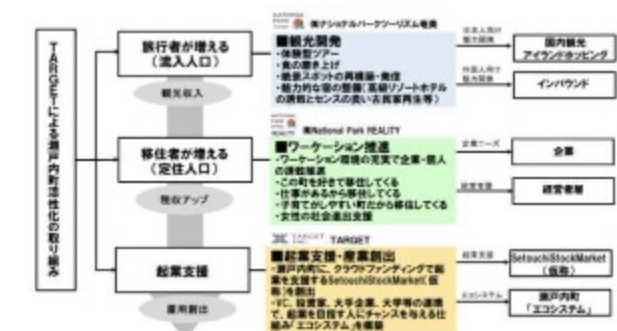 TARGETによる瀬戸内町活性化の取り組み
旅行者が増える
(流入人口)
観光収入
移住者が増える
(定住人口)
税収アップ
起業支援
雇用創出
㈱ナショナルパークツーリズム奄美
■観光開発
・体験型ツアー
・食の磨き上げ
・絶景スポットの再構築・発信
・魅力的な宿の整備(高級リゾートホテル
の誘致とセンスの良い古民家再生等)
日本人向け
魅力開発
国内観光
アイランドホッピング
外国人向け
魅力開発
インバウンド
㈱National Park REALITY
■ワーケーション推進
・ワーケーション環境の充実で企業・個人
の誘致推進
・この町を好きで移住してくる
・仕事があるから移住してくる
・子育てがしやすい町だから移住してくる
・女性の社会進出支援
企業ニーズ
企業
経営支援
経営者層
TARGET
TARGET
■起業支援・産業創出
・瀬戸内町に、クラウドファンディングで起
業を支援するSetouchiStockMarket(仮
称)を創出
・VC、投資家、大手企業、大学等の連携
で、起業を目指す人にチャンスを与える仕
組み「エコシステム」を構築
起業支援
SetouchiStockMarket
(仮称)
エコシステム
瀬戸内町
「エコシステム」